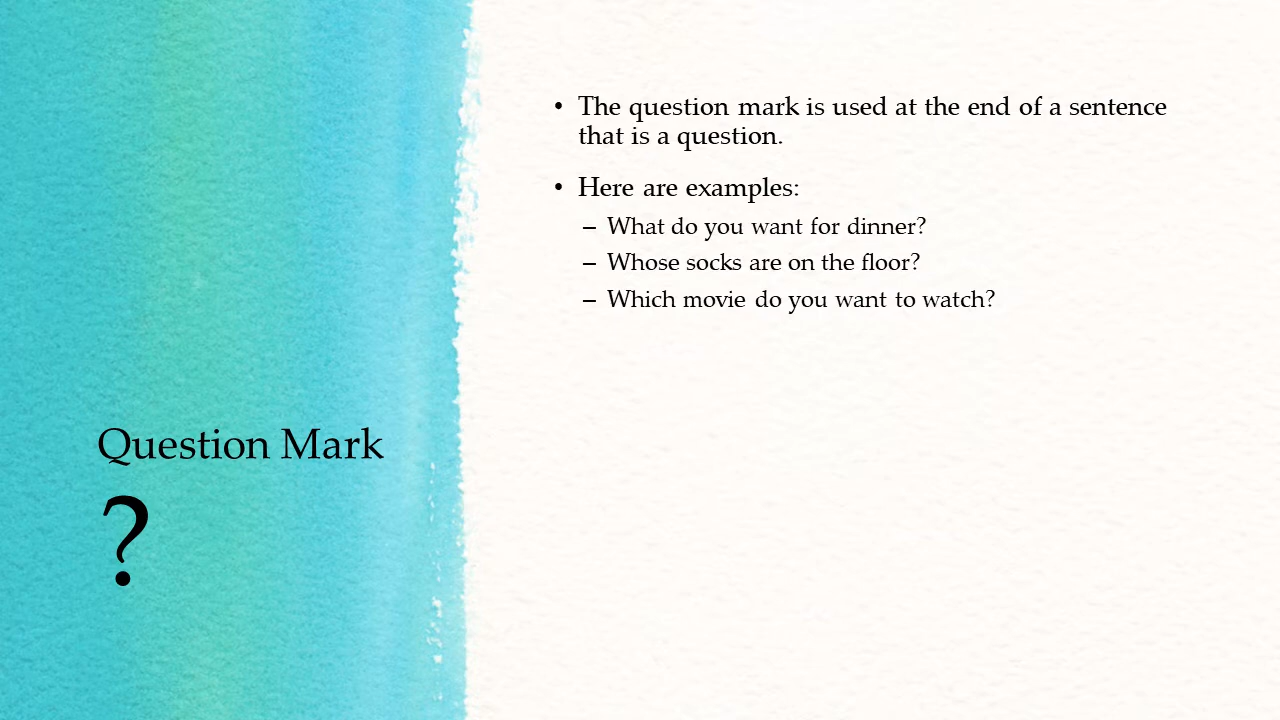 Question Mark
?
• The question mark is used at the end of a sentence
that is a question.
• Here are examples:
– What do you want for dinner?
– Whose socks are on the floor?
– Which movie do you want to watch?